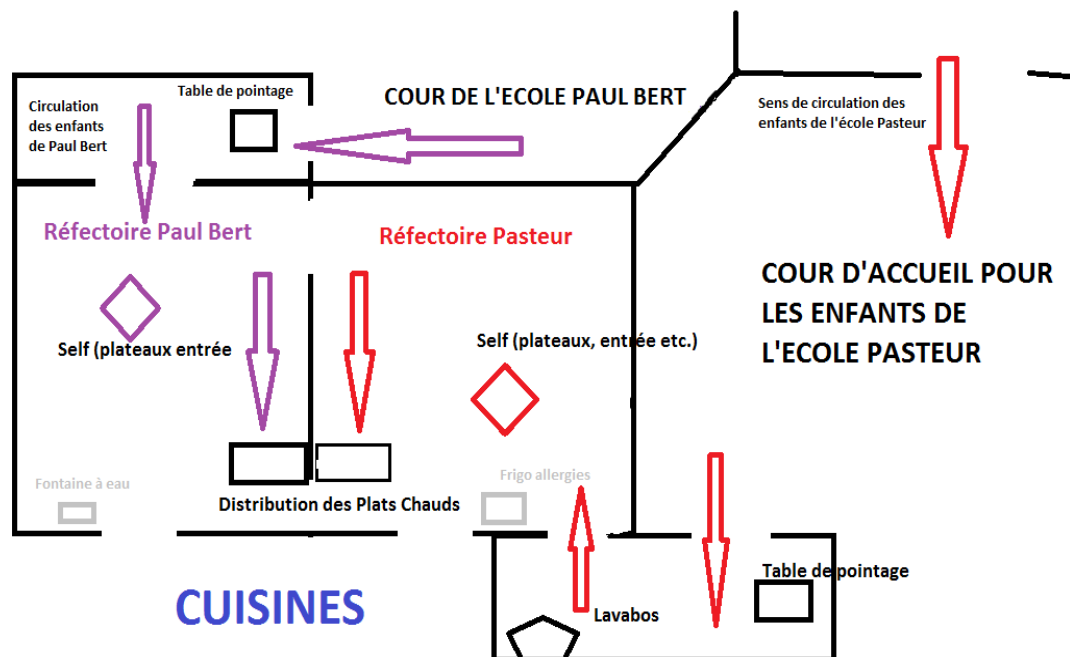 Circulation
des enfants
de Paul Bert
Table de pointage
COUR DE L'ECOLE PAUL BERT
Sens de circulation des
enfants de l'école Pasteur
Réfectoire Paul Bert
Réfectoire Pasteur
COUR D'ACCUEIL POUR
LES ENFANTS DE
L'ECOLE PASTEUR
Self (plateaux entrée
Self (plateaux, entrée etc.)
Fontaine à eau
Frigo allergies
Distribution des Plats Chauds
CUISINES
Lavabos
Table de pointage